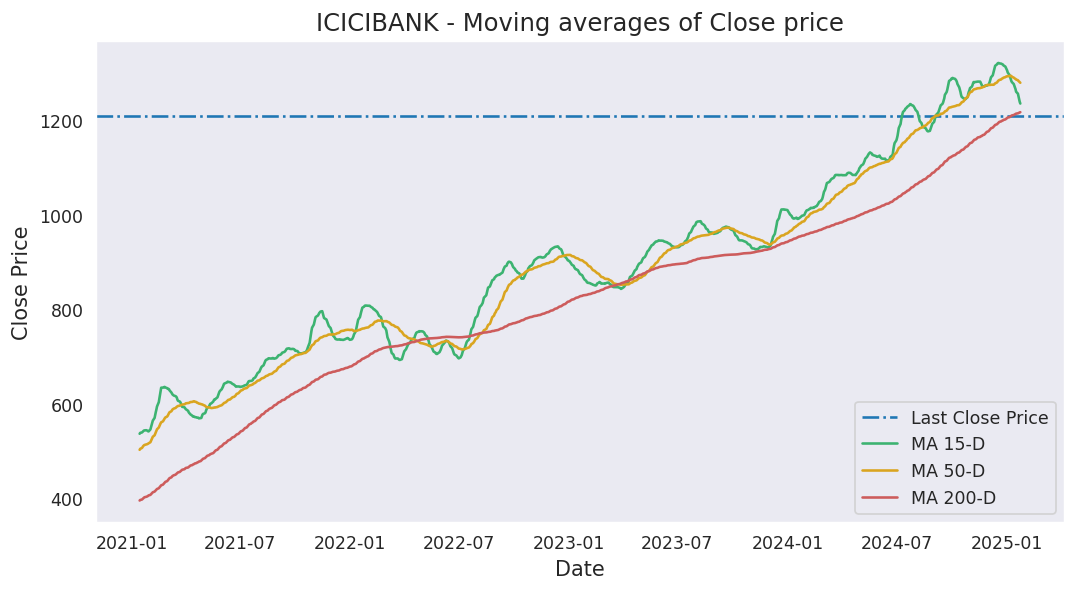 ICICIBANK - Moving averages of Close price
Close Price
1200
1000
800
600
400
Last Close Price
MA 15-D
MA 50-D
MA 200-D
2021-01
2021-07
2022-01
2022-07
2023-01
2023-07
2024-01
2024-07
2025-01
Date